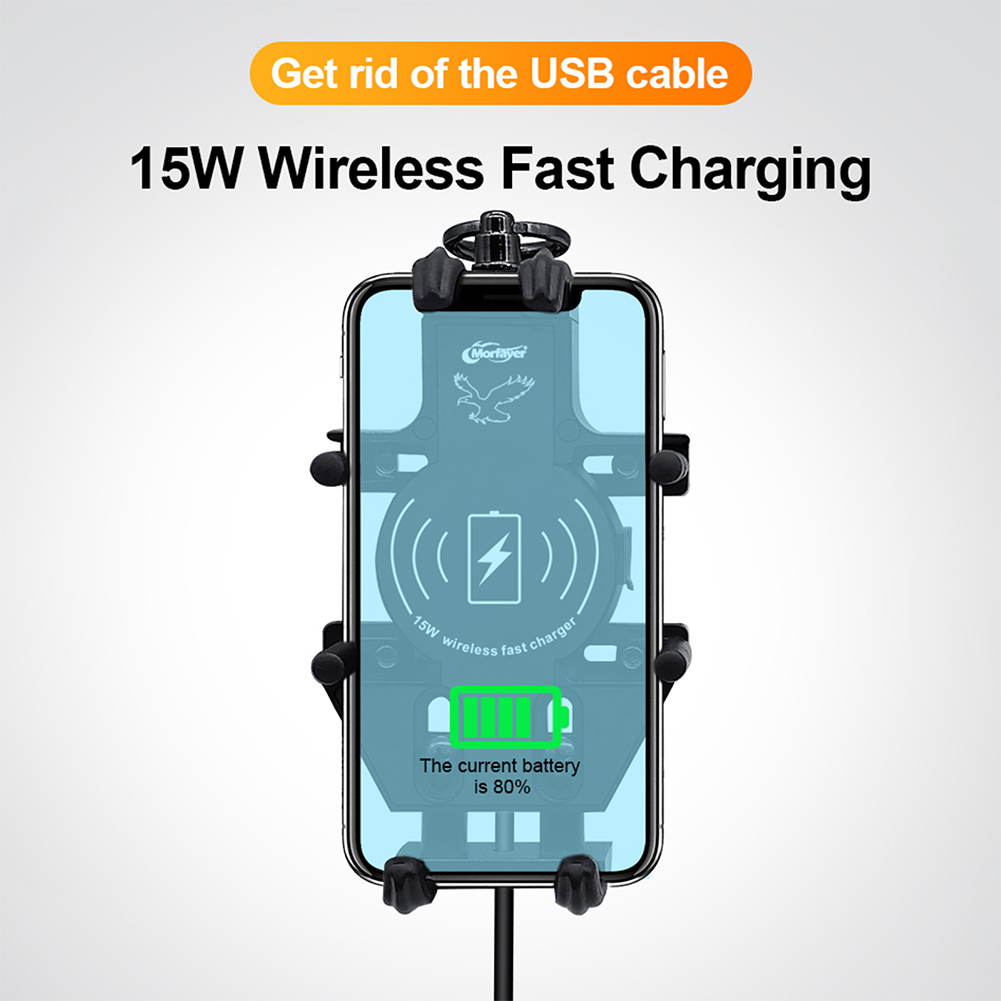 Get rid of the USB cable
15W Wireless Fast Charging
Morfayer®
15W wireless fast charger
The current battery
is 80%